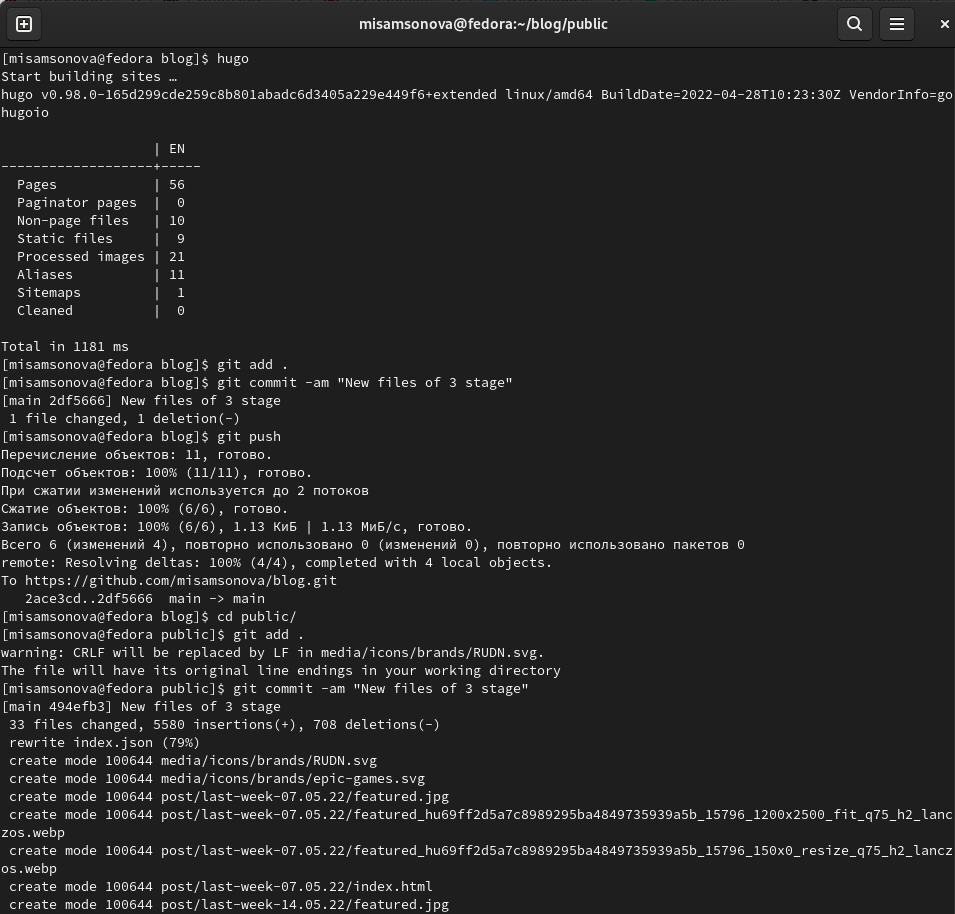 misamsonova@fedora:~/blog/public
[misamsonova@fedora blog]$ hugo
Start building sites …
hugo v0.98.0-165d299cde259c8b801abadc6d3405a229e449f6+extended linux/amd64 BuildDate=2022-04-28T10:23:30Z VendorInfo=go
hugoio
                   | EN
-------------------+-----
  Pages            | 56
  Paginator pages  |  0
  Non-page files   | 10
  Static files     |  9
  Processed images | 21
  Aliases          | 11
  Sitemaps         |  1
  Cleaned          |  0
Total in 1181 ms
[misamsonova@fedora blog]$ git add .
[misamsonova@fedora blog]$ git commit -am "New files of 3 stage"
[main 2df5666] New files of 3 stage
 1 file changed, 1 deletion(-)
[misamsonova@fedora blog]$ git push
Перечисление объектов: 11, готово.
Подсчет объектов: 100% (11/11), готово.
При сжатии изменений используется до 2 потоков
Сжатие объектов: 100% (6/6), готово.
Запись объектов: 100% (6/6), 1.13 КиБ | 1.13 МиБ/с, готово.
Всего 6 (изменений 4), повторно использовано 0 (изменений 0), повторно использовано пакетов 0
remote: Resolving deltas: 100% (4/4), completed with 4 local objects.
To https://github.com/misamsonova/blog.git
   2ace3cd..2df5666  main -> main
[misamsonova@fedora blog]$ cd public/
[misamsonova@fedora public]$ git add .
warning: CRLF will be replaced by LF in media/icons/brands/RUDN.svg.
The file will have its original line endings in your working directory
[misamsonova@fedora public]$ git commit -am "New files of 3 stage"
[main 494efb3] New files of 3 stage
 33 files changed, 5580 insertions(+), 708 deletions(-)
 rewrite index.json (79%)
 create mode 100644 media/icons/brands/RUDN.svg
 create mode 100644 media/icons/brands/epic-games.svg
 create mode 100644 post/last-week-07.05.22/featured.jpg
 create mode 100644 post/last-week-07.05.22/featured_hu69ff2d5a7c8989295ba4849735939a5b_15796_1200x2500_fit_q75_h2_lanc
zos.webp
 create mode 100644 post/last-week-07.05.22/featured_hu69ff2d5a7c8989295ba4849735939a5b_15796_150x0_resize_q75_h2_lancz
os.webp
 create mode 100644 post/last-week-07.05.22/index.html
 create mode 100644 post/last-week-14.05.22/featured.jpg